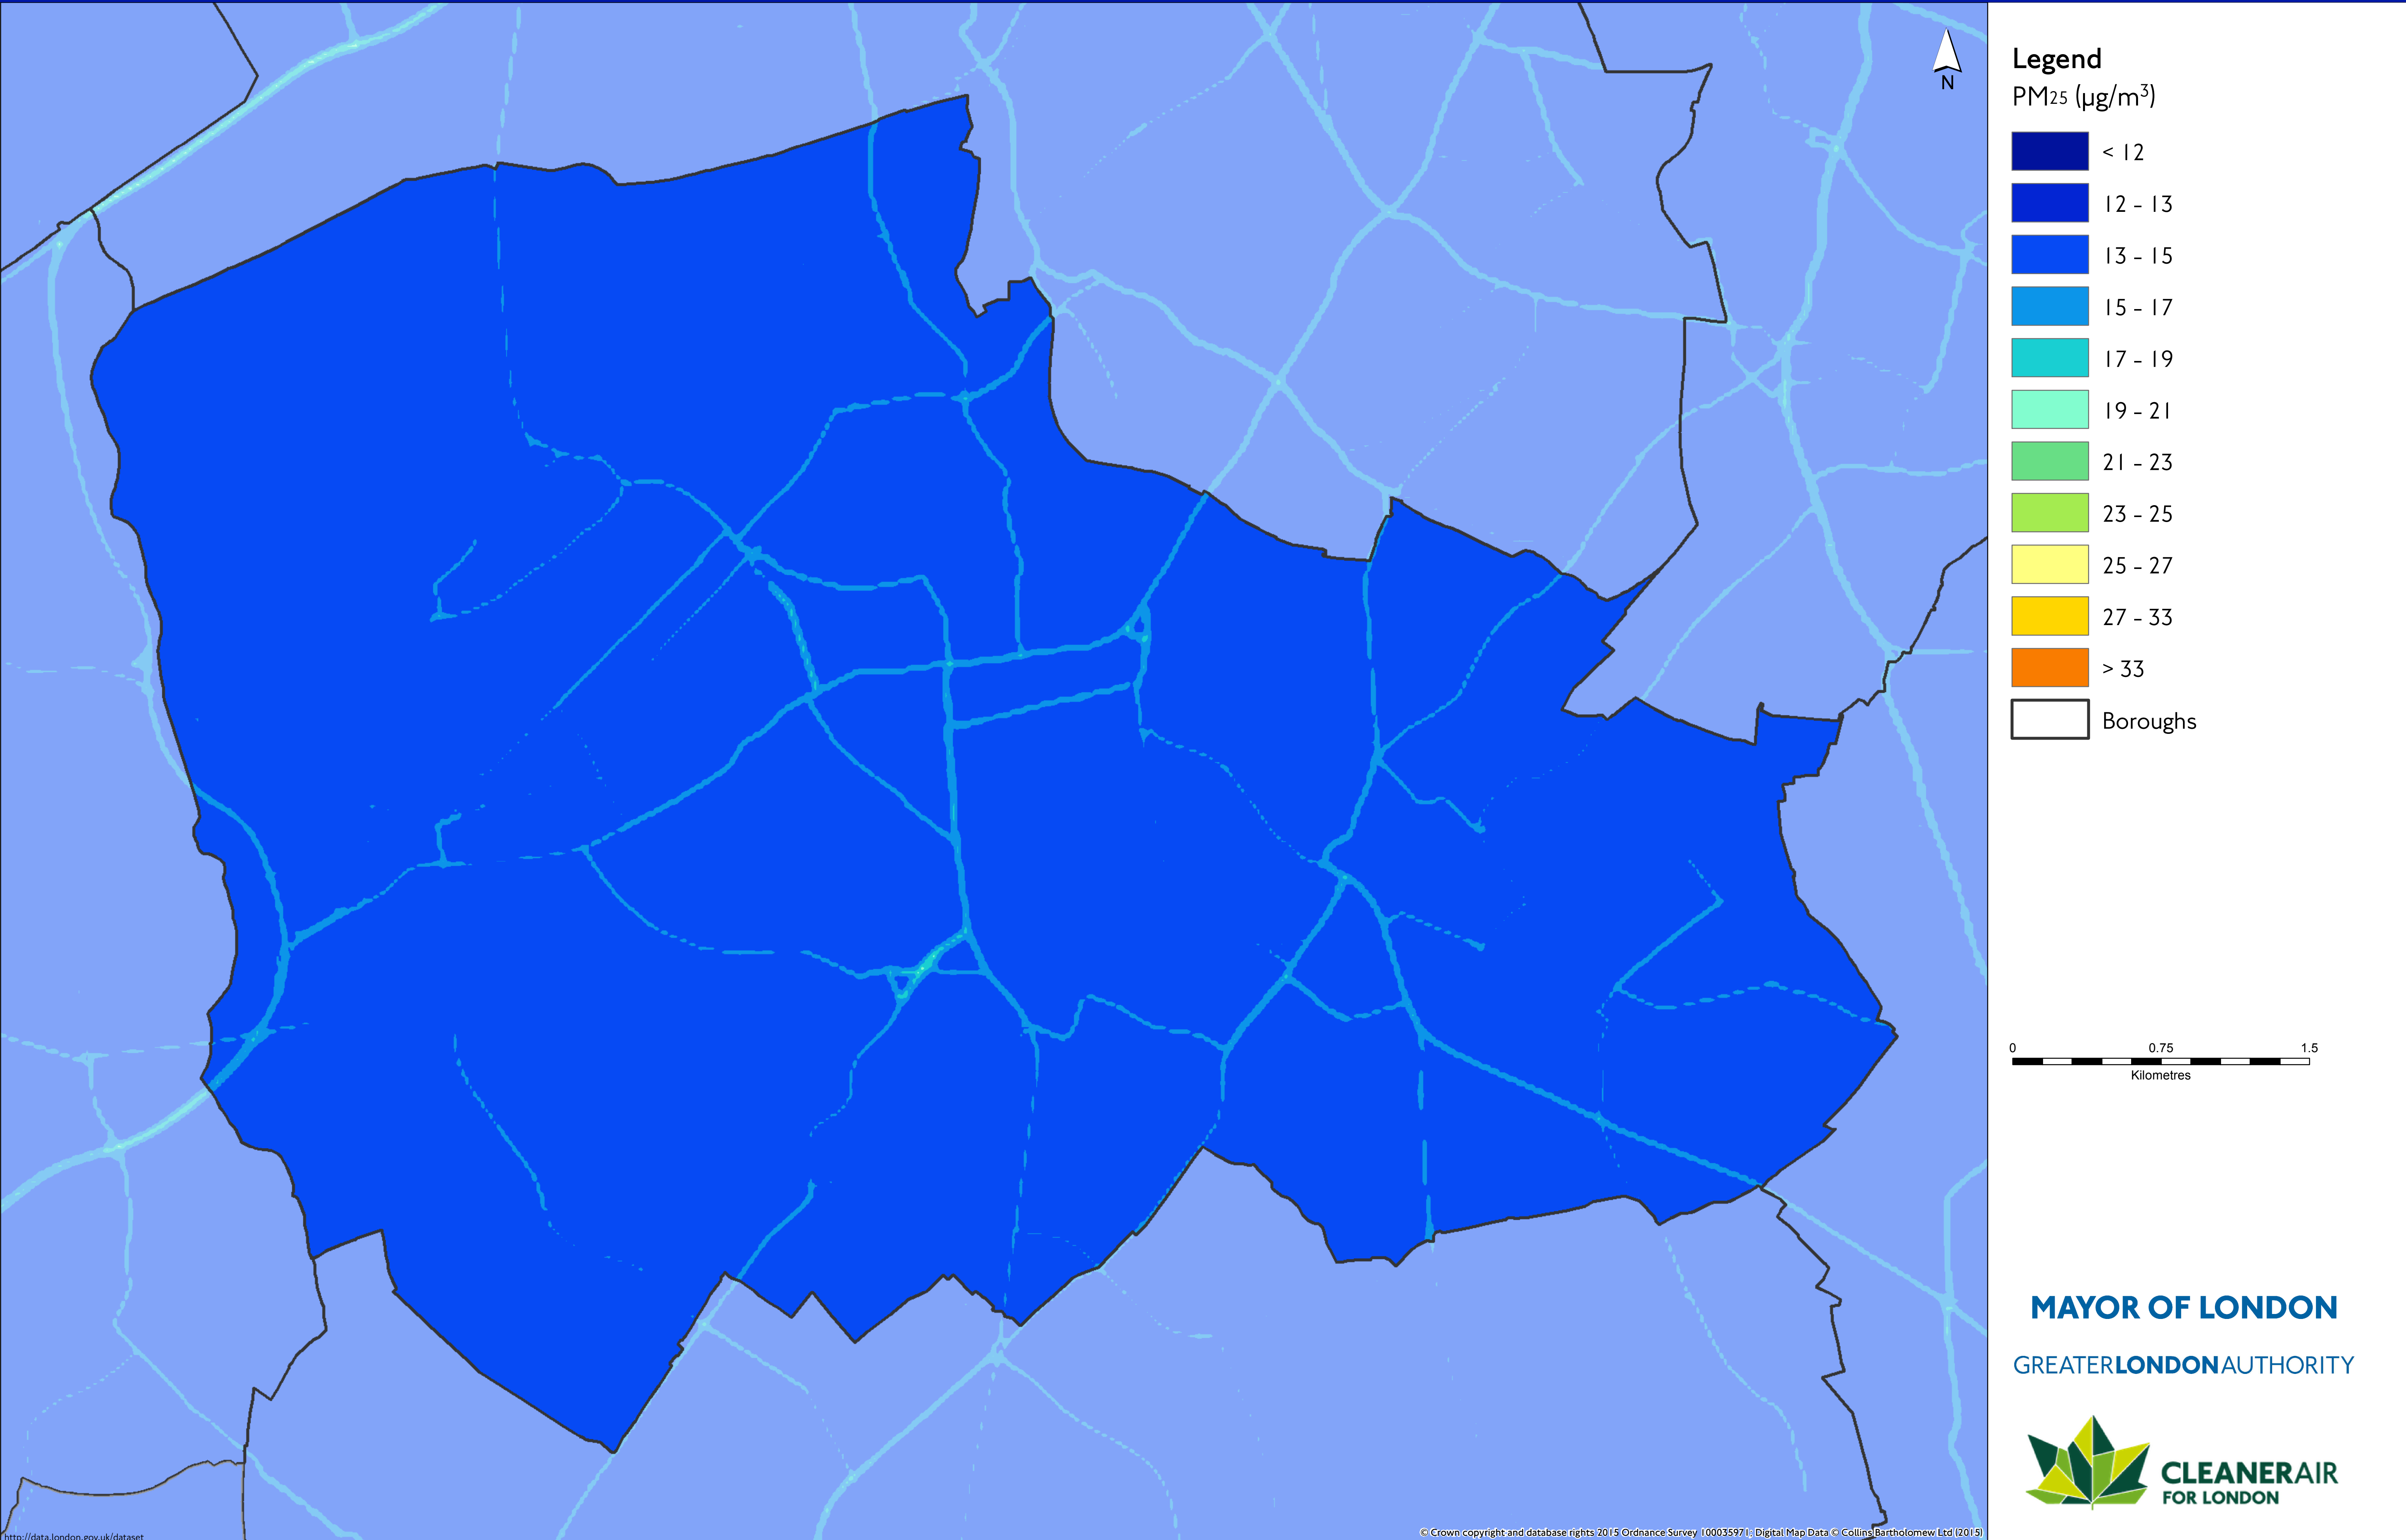 N
Legend
PM25 (µg/m3)
< 12
12 - 13
13 - 15
15 - 17
17 - 19
19 - 21
21 - 23
23 - 25
25 - 27
27 - 33
> 33
Boroughs
0 0.75 1.5
Kilometres
MAYOR OF LONDON
GREATERLONDONAUTHORITY
CLEANERAIR
FOR LONDON
http://data.london.gov.uk/dataset
© Crown copyright and database rights 2015 Ordnance Survey 100035971; Digital Map Data © Collins Bartholomew Ltd (2015)